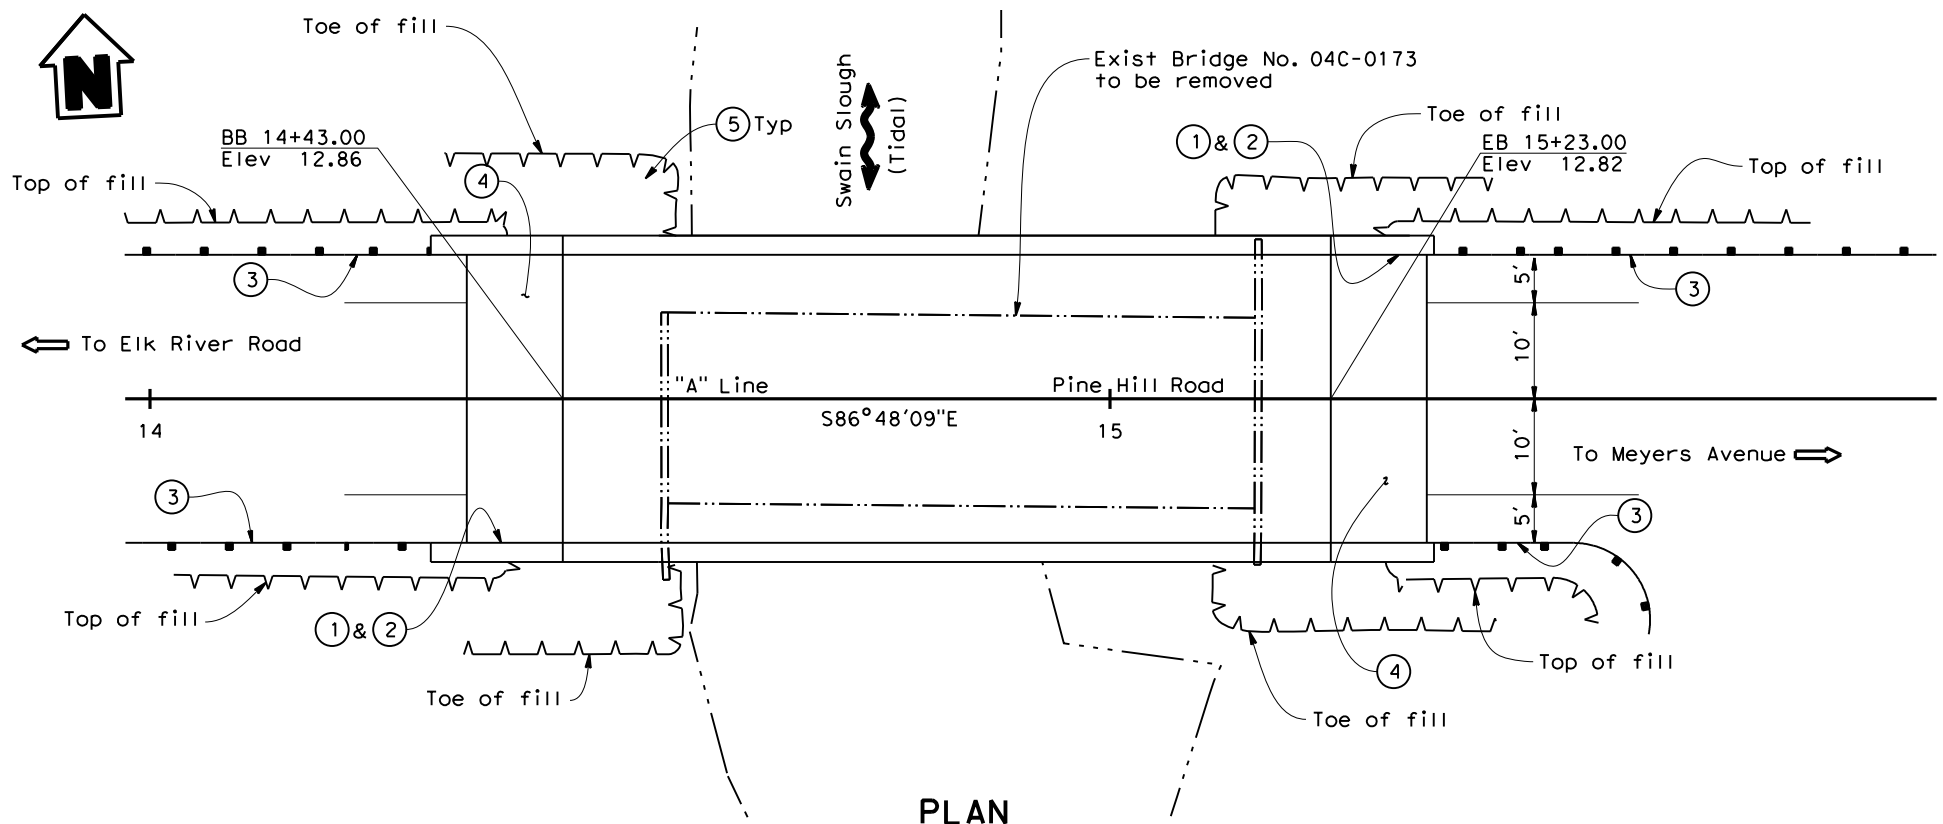 Toe of fill
N
Exist Bridge No. 04C-0173
to be removed
Swain Slough
(Tidal)
5 Typ
BB 14+43.00
Elev 12.86
4
Top of fill
3
1 & 2
Toe of fill
EB 15+23.00
Elev 12.82
Top of fill
3
5'
10'
10'
5'
To Elk River Road
"A" Line
Pine Hill Road
S86°48'09"E
14
15
To Meyers Avenue
3
3
Top of fill
1 & 2
Toe of fill
4
Top of fill
Toe of fill
PLAN